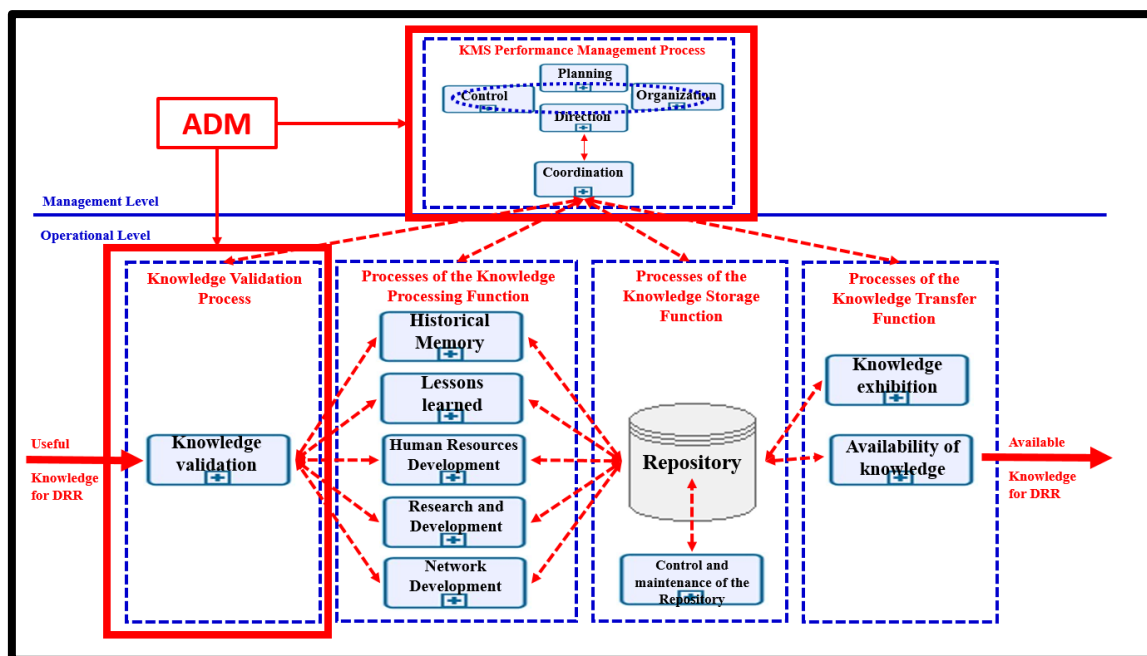 KMS Performance Management Process
Planning
Control
Organization
Direction
ADM
Coordination
Management Level
Operational Level
Knowledge Validation
Process
Processes of the Knowledge
Processing Function
Processes of the
Knowledge Storage
Function
Processes of the
Knowledge Transfer
Function
Historical
Memory
Lessons
learned
Human Resources
Development
Research and
Development
Network
Development
Knowledge
validation
Useful
Knowledge
for DRR
Repository
Control and
maintenance of the
Repository
Knowledge
exhibition
Availability of
knowledge
Available
Knowledge
for DRR